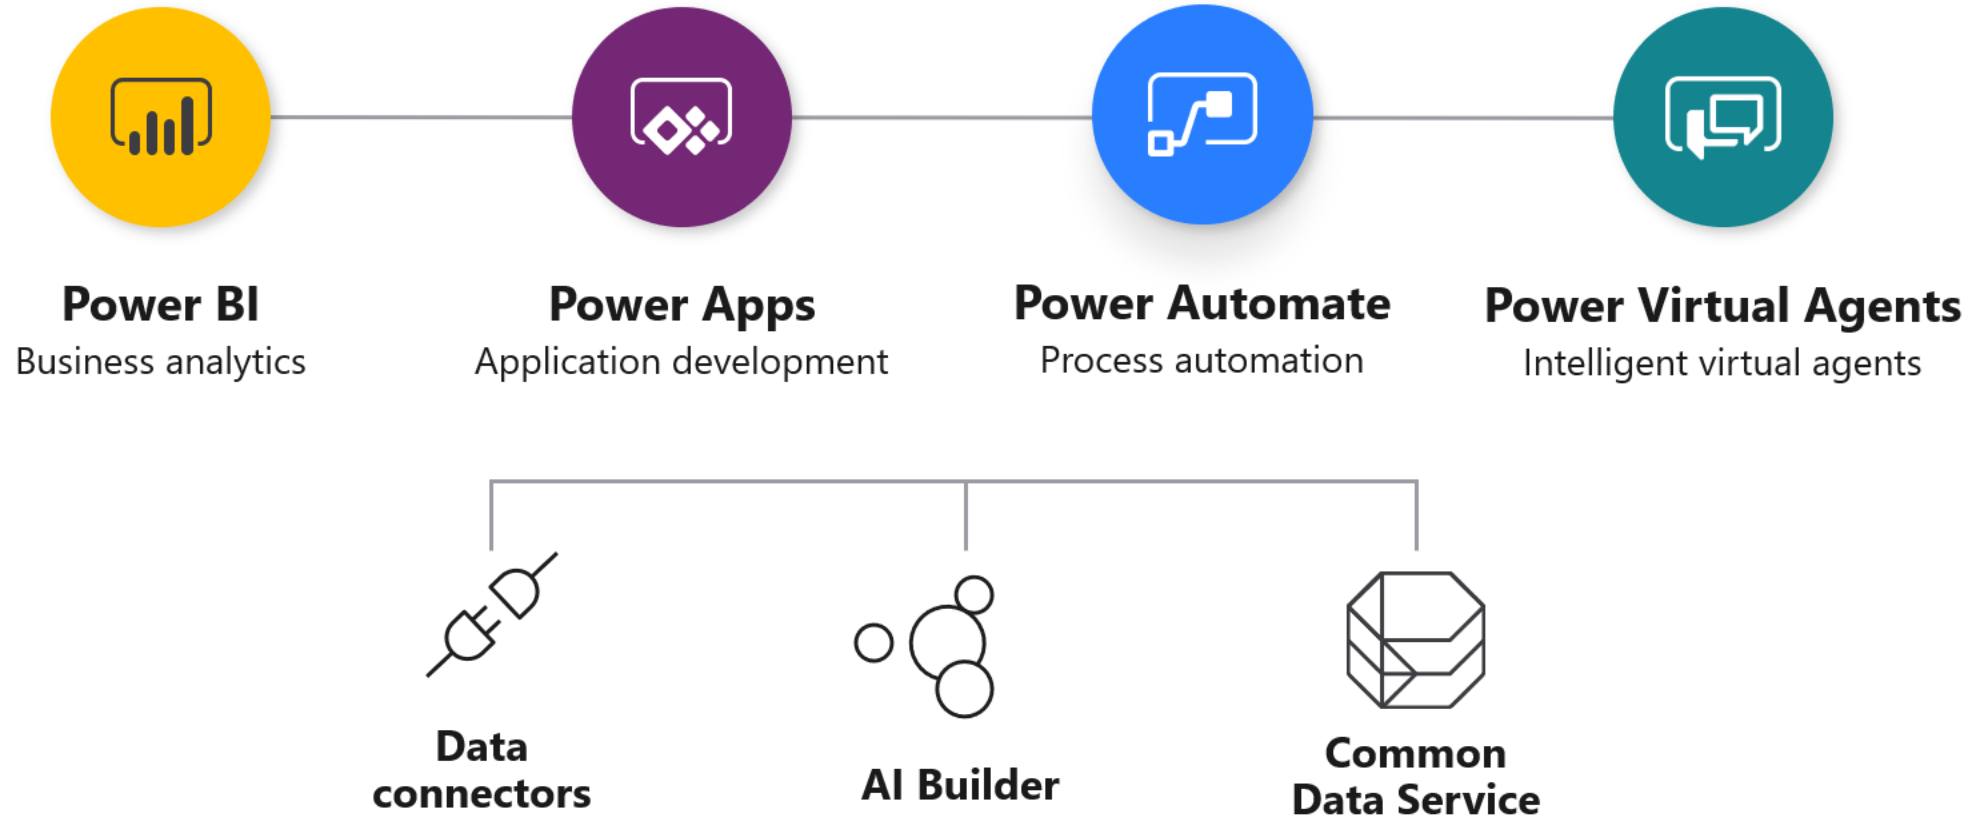 Power BI
Business analytics
Power Apps
Application development
Power Automate
Process automation
Power Virtual Agents
Intelligent virtual agents
Data
connectors
AI Builder
Common
Data Service